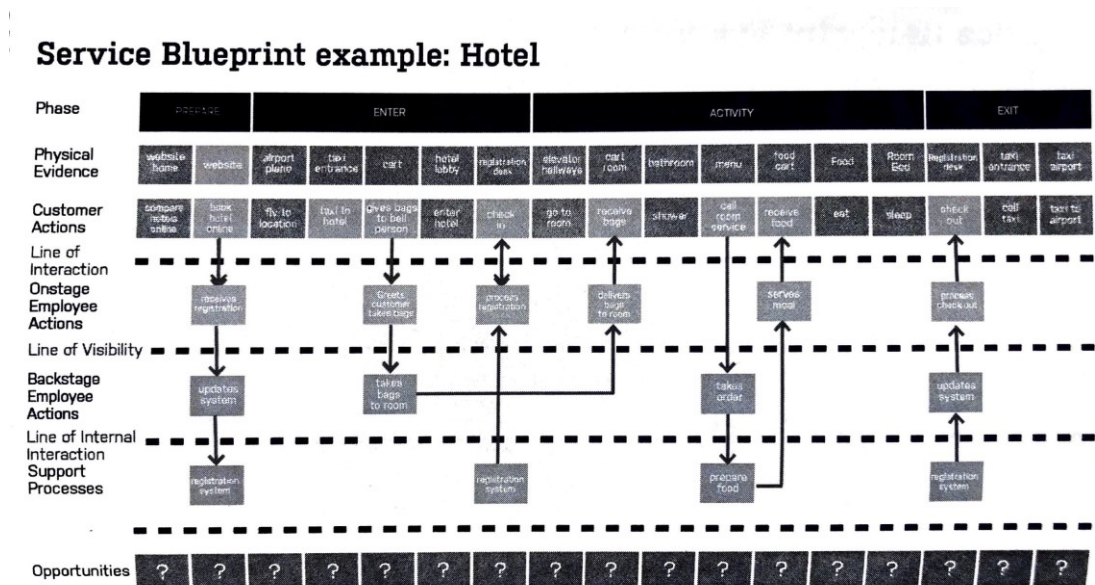 Service Blueprint example: Hotel
Phase
PREPARE
ENTER
ACTIVITY
EXIT
Physical
Evidence
website
home
website
airport
plane
taxi
entrance
cart
hotel
lobby
registration
desk
elevator
hallways
cart
room
bathroom
menu
food
cart
Food
Room
Bed
Registration
desk
taxi
entrance
taxi
airport
Customer
Actions
compare
hotels
online
book
hotel
online
fly to
location
taxi to
hotel
gives bags
to bell
person
enter
hotel
check
in
go to
room
receive
bags
shower
call
room
service
receive
food
eat
sleep
check
out
call
taxi
taxi to
airport
Line of
Interaction
Onstage
Employee
Actions
receives
registration
Greets
customer
takes bags
process
registration
delivers
bags
to room
serves
meal
process
check out
Line of Visibility
Backstage
Employee
Actions
updates
system
takes
bags
to room
takes
order
updates
system
Line of Internal
Interaction
Support
Processes
registration
system
registration
system
prepare
food
registration
system
Opportunities
? ? ? ? ? ? ? ? ? ? ? ? ? ? ? ? ?